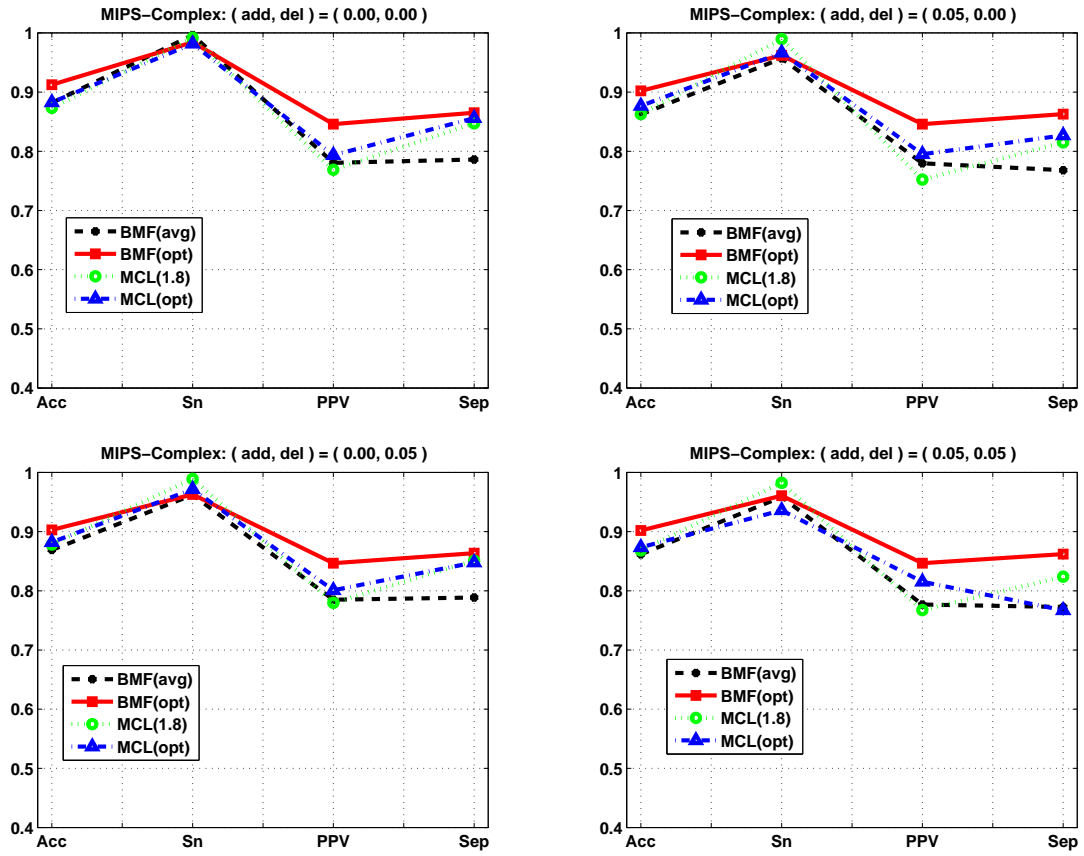 MIPS−Complex: ( add, del ) = ( 0.00, 0.00 )
1
0.9
0.8
0.7
0.6
0.5
0.4
BMF(avg)
BMF(opt)
MCL(1.8)
MCL(opt)
Acc Sn PPV Sep
MIPS−Complex: ( add, del ) = ( 0.05, 0.00 )
1
0.9
0.8
0.7
0.6
0.5
0.4
BMF(avg)
BMF(opt)
MCL(1.8)
MCL(opt)
Acc Sn PPV Sep
MIPS−Complex: ( add, del ) = ( 0.00, 0.05 )
1
0.9
0.8
0.7
0.6
0.5
0.4
BMF(avg)
BMF(opt)
MCL(1.8)
MCL(opt)
Acc Sn PPV Sep
MIPS−Complex: ( add, del ) = ( 0.05, 0.05 )
1
0.9
0.8
0.7
0.6
0.5
0.4
BMF(avg)
BMF(opt)
MCL(1.8)
MCL(opt)
Acc Sn PPV Sep